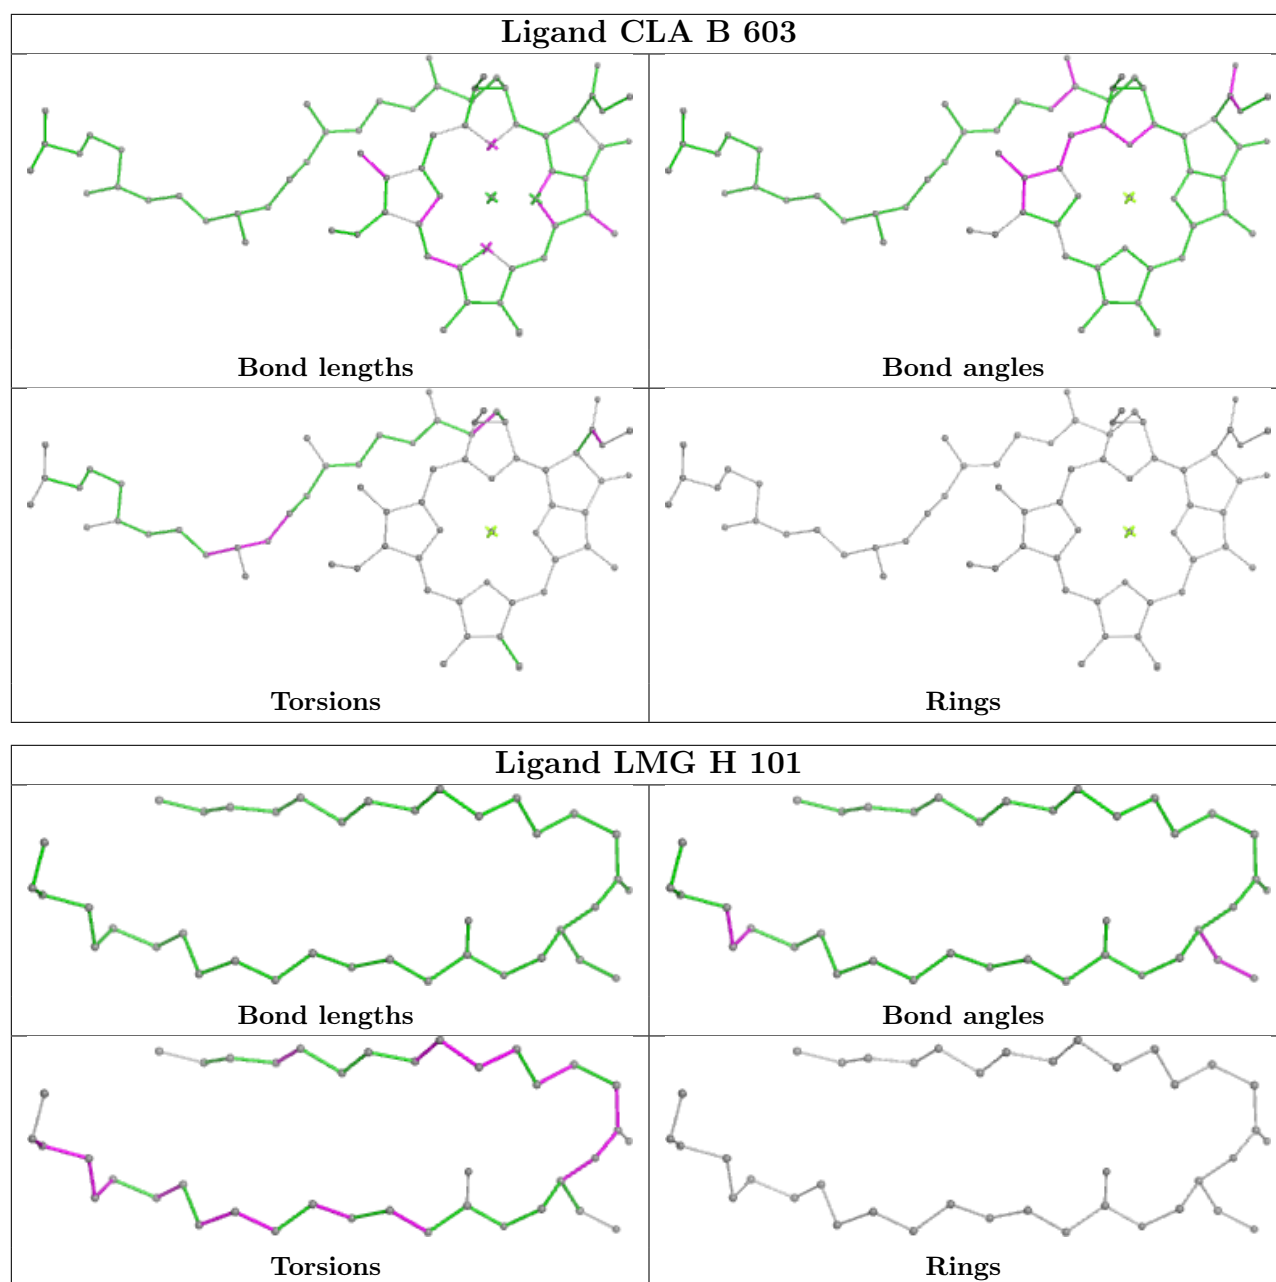 Ligand CLA B 603
Bond lengths
Bond angles
Torsions
Rings
Ligand LMG H 101
Bond lengths
Bond angles
Torsions
Rings